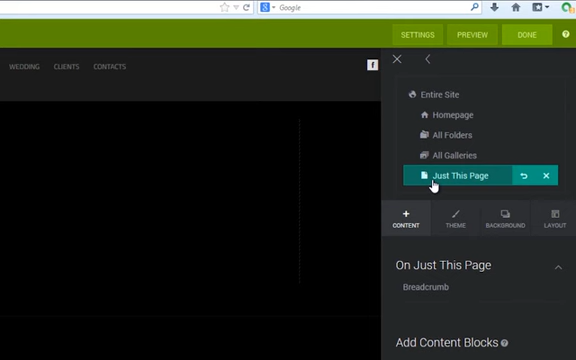 Google
SETTINGS PREVIEW DONE
WEDDING CLIENTS CONTACTS
Entire Site
Homepage
All Folders
All Galleries
Just This Page
CONTENT THEME BACKGROUND LAYOUT
On Just This Page
Breadcrumb
Add Content Blocks